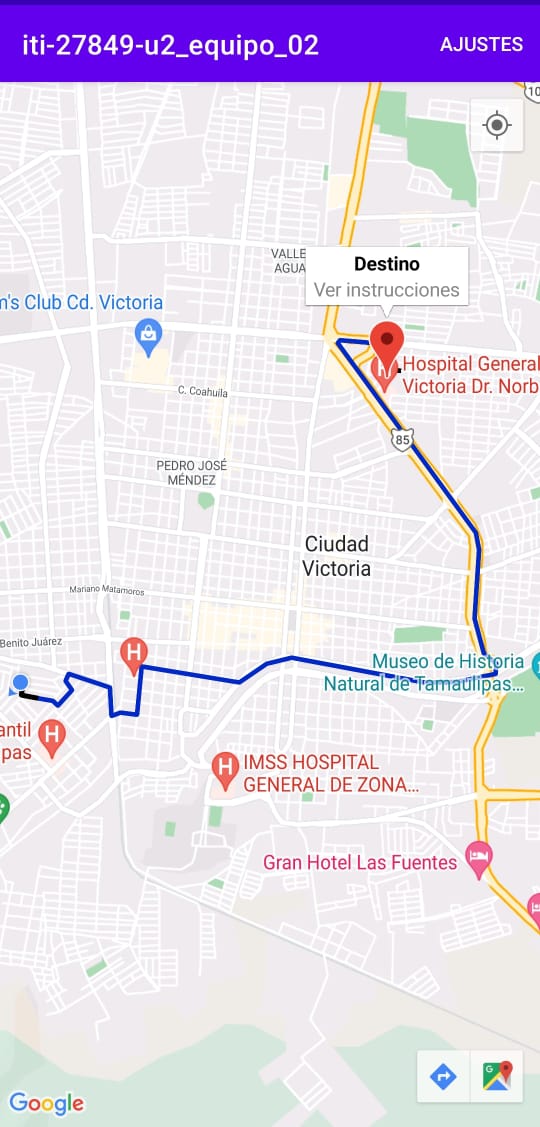 iti-27849-u2_equipo_02
AJUSTES
10
VALLE
AGUA
Destino
Ver instrucciones
m's Club Cd. Victoria
Hospital General
Victoria Dr. Norb
C. Coahuila
85
PEDRO JOSÉ
MÉNDEZ
Ciudad
Victoria
Mariano Matamoros
Benito Juárez
H
Museo de Historia
Natural de Tamaulipas...
antil
pas
H
H
IMSS HOSPITAL
GENERAL DE ZONA...
Gran Hotel Las Fuentes
G
Google